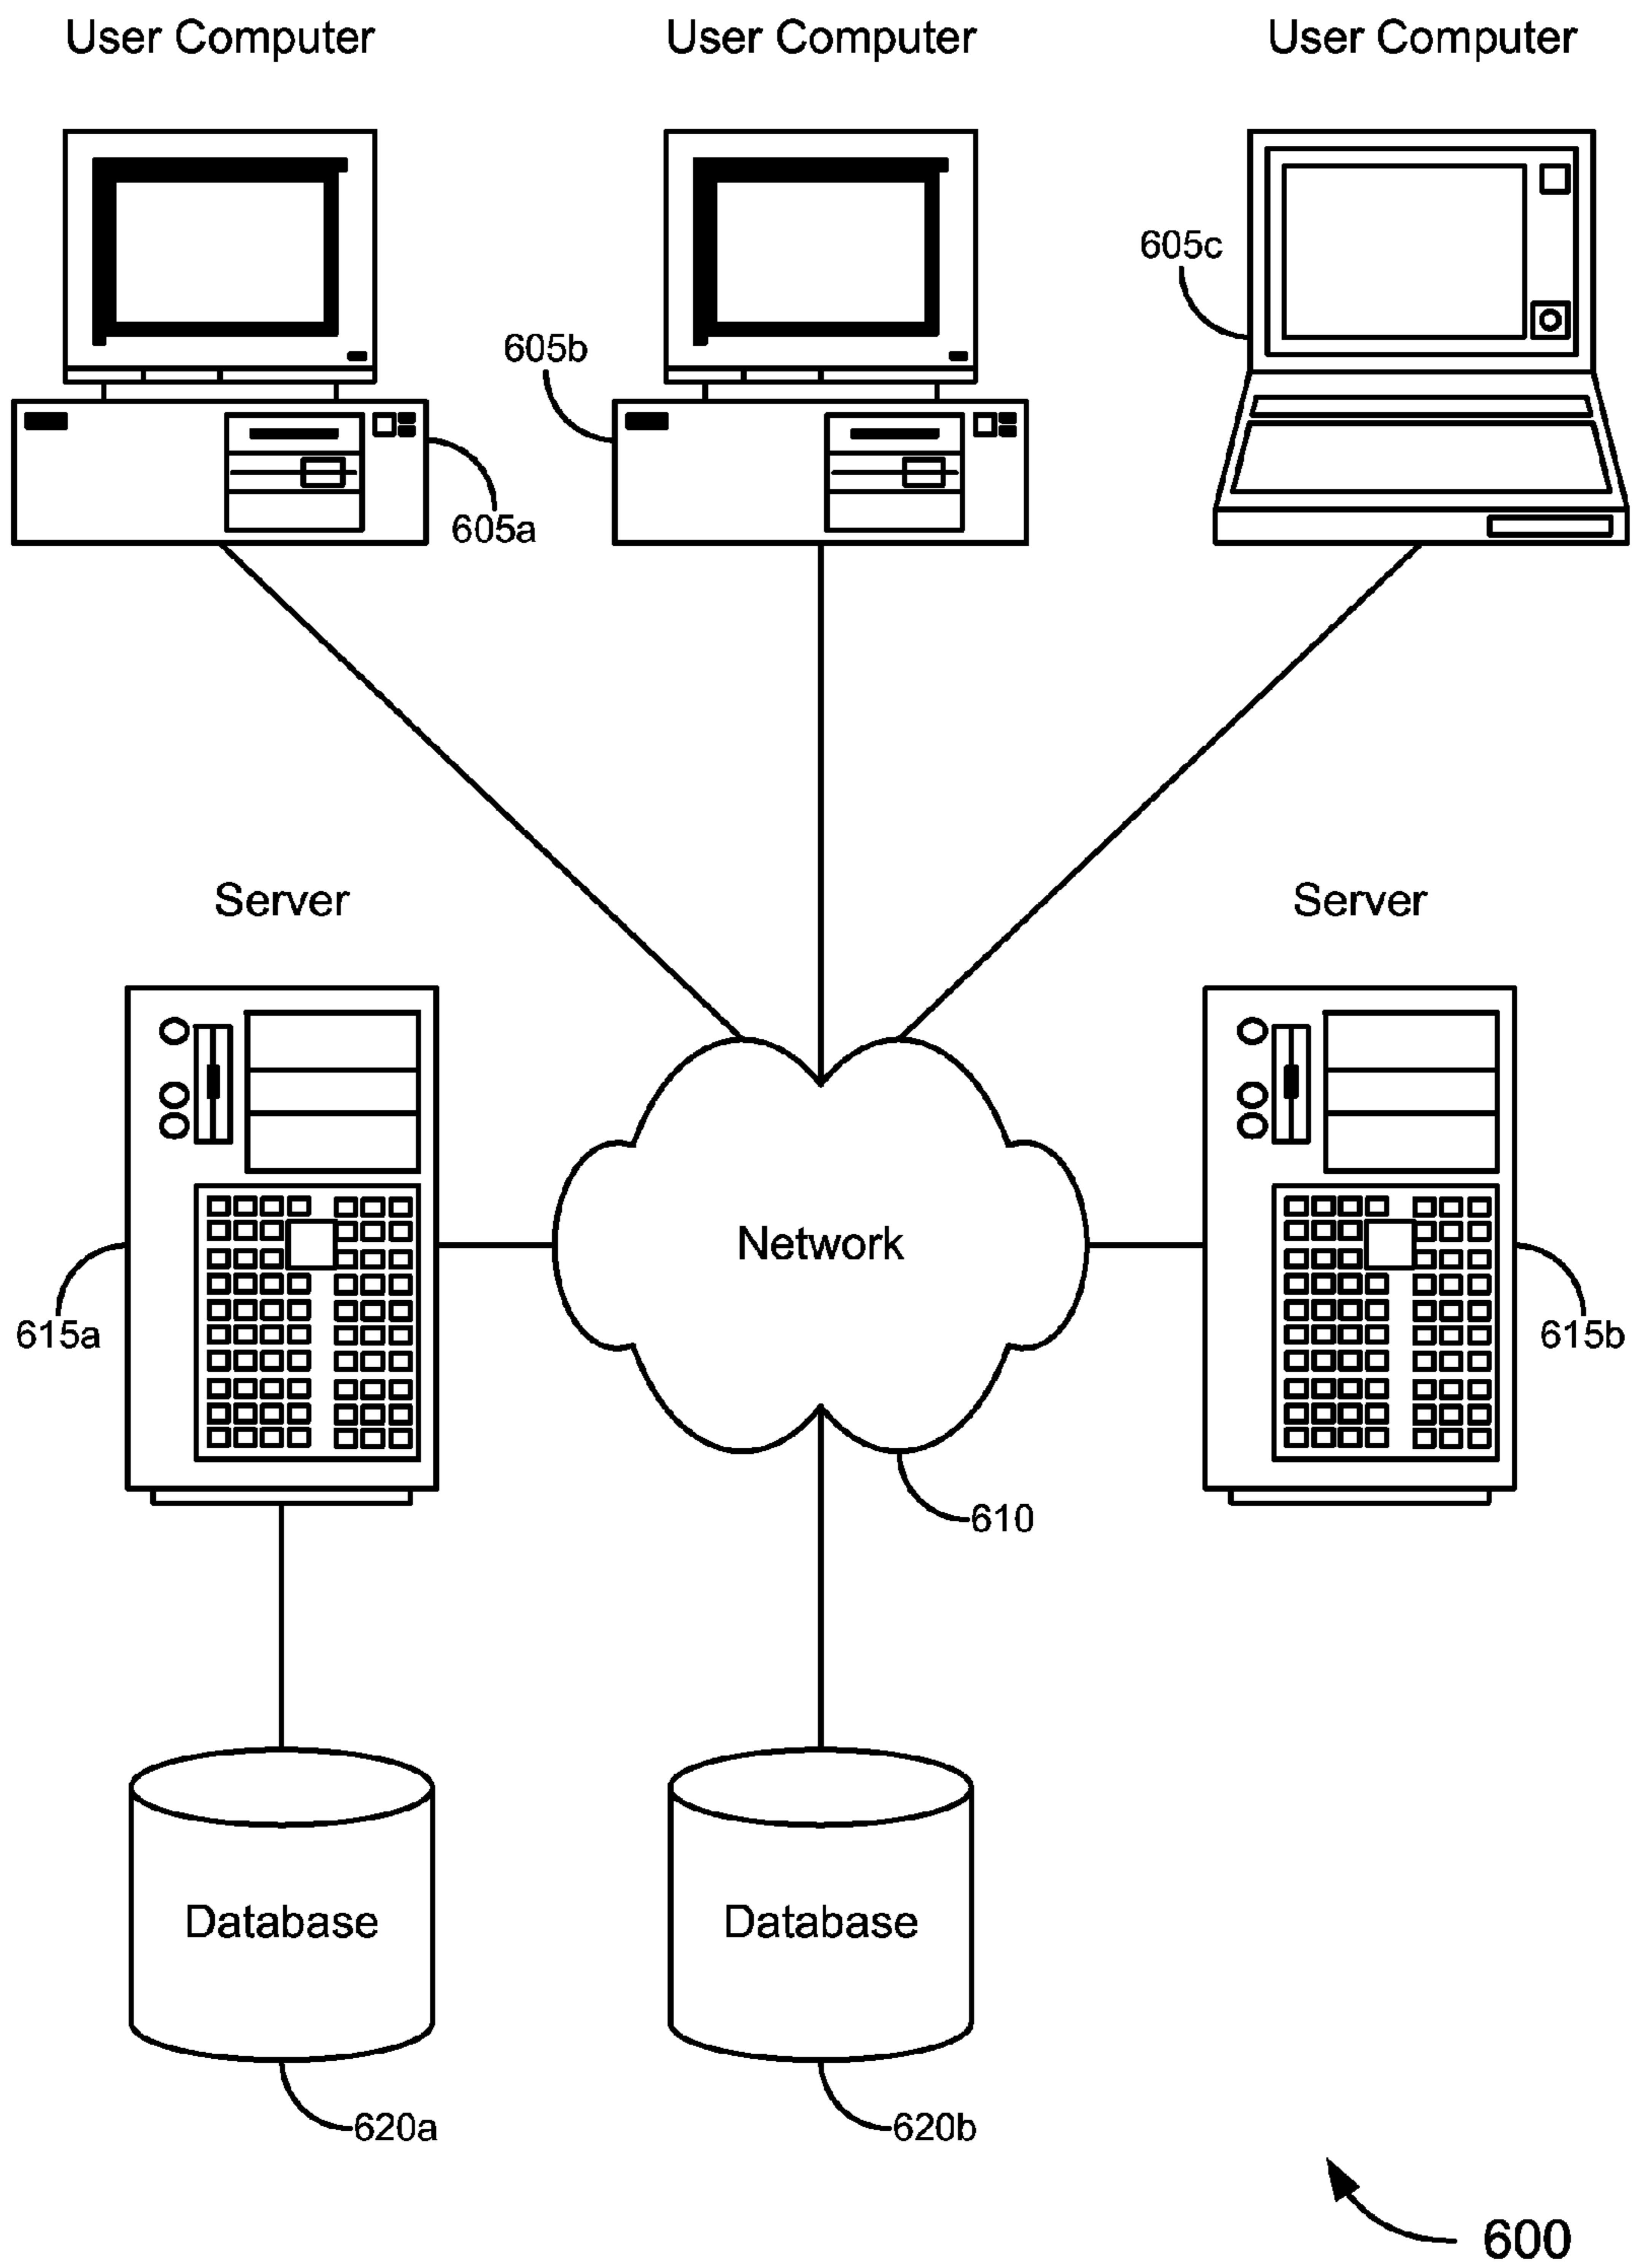 User Computer
User Computer
User Computer
605c
605b
605a
Server
Server
Network
615a
615b
610
Database
Database
620a
620b
600